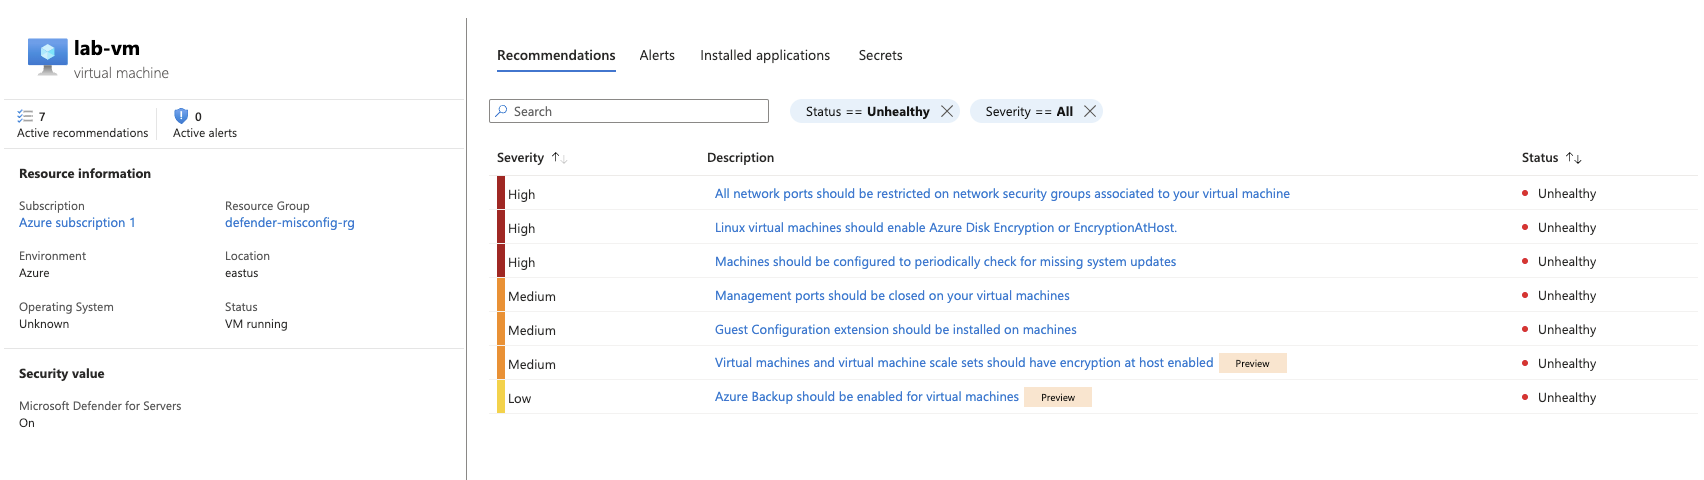 lab-vm
virtual machine
7
Active recommendations
0
Active alerts
Resource information
Subscription
Azure subscription 1
Resource Group
defender-misconfig-rg
Environment
Azure
Location
eastus
Operating System
Unknown
Status
VM running
Security value
Microsoft Defender for Servers
On
Recommendations Alerts Installed applications Secrets
Search Status == Unhealthy Severity == All
Severity Description Status
High All network ports should be restricted on network security groups associated to your virtual machine Unhealthy
High Linux virtual machines should enable Azure Disk Encryption or EncryptionAtHost. Unhealthy
High Machines should be configured to periodically check for missing system updates Unhealthy
Medium Management ports should be closed on your virtual machines Unhealthy
Medium Guest Configuration extension should be installed on machines Unhealthy
Medium Virtual machines and virtual machine scale sets should have encryption at host enabled Preview Unhealthy
Low Azure Backup should be enabled for virtual machines Preview Unhealthy